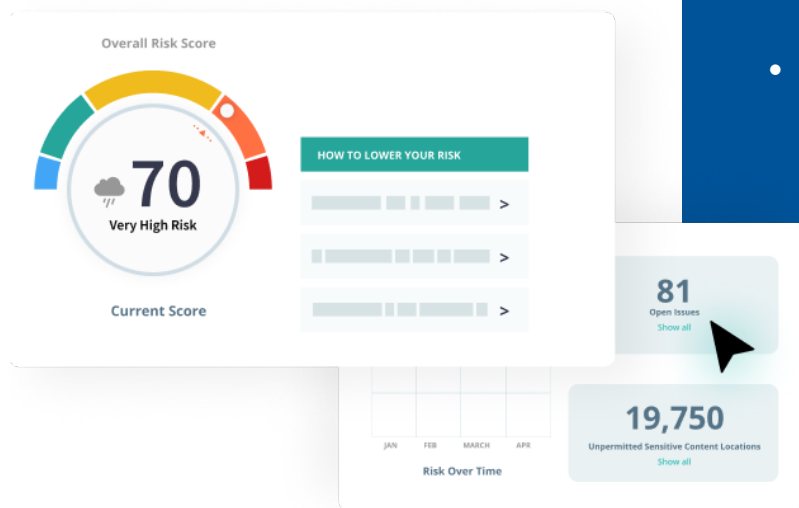 Overall Risk Score
70
Very High Risk
Current Score
HOW TO LOWER YOUR RISK
>
>
>
81
Open Issues
Show all
19,750
Unpermitted Sensitive Content Locations
Show all
JAN FEB MARCH APR
Risk Over Time